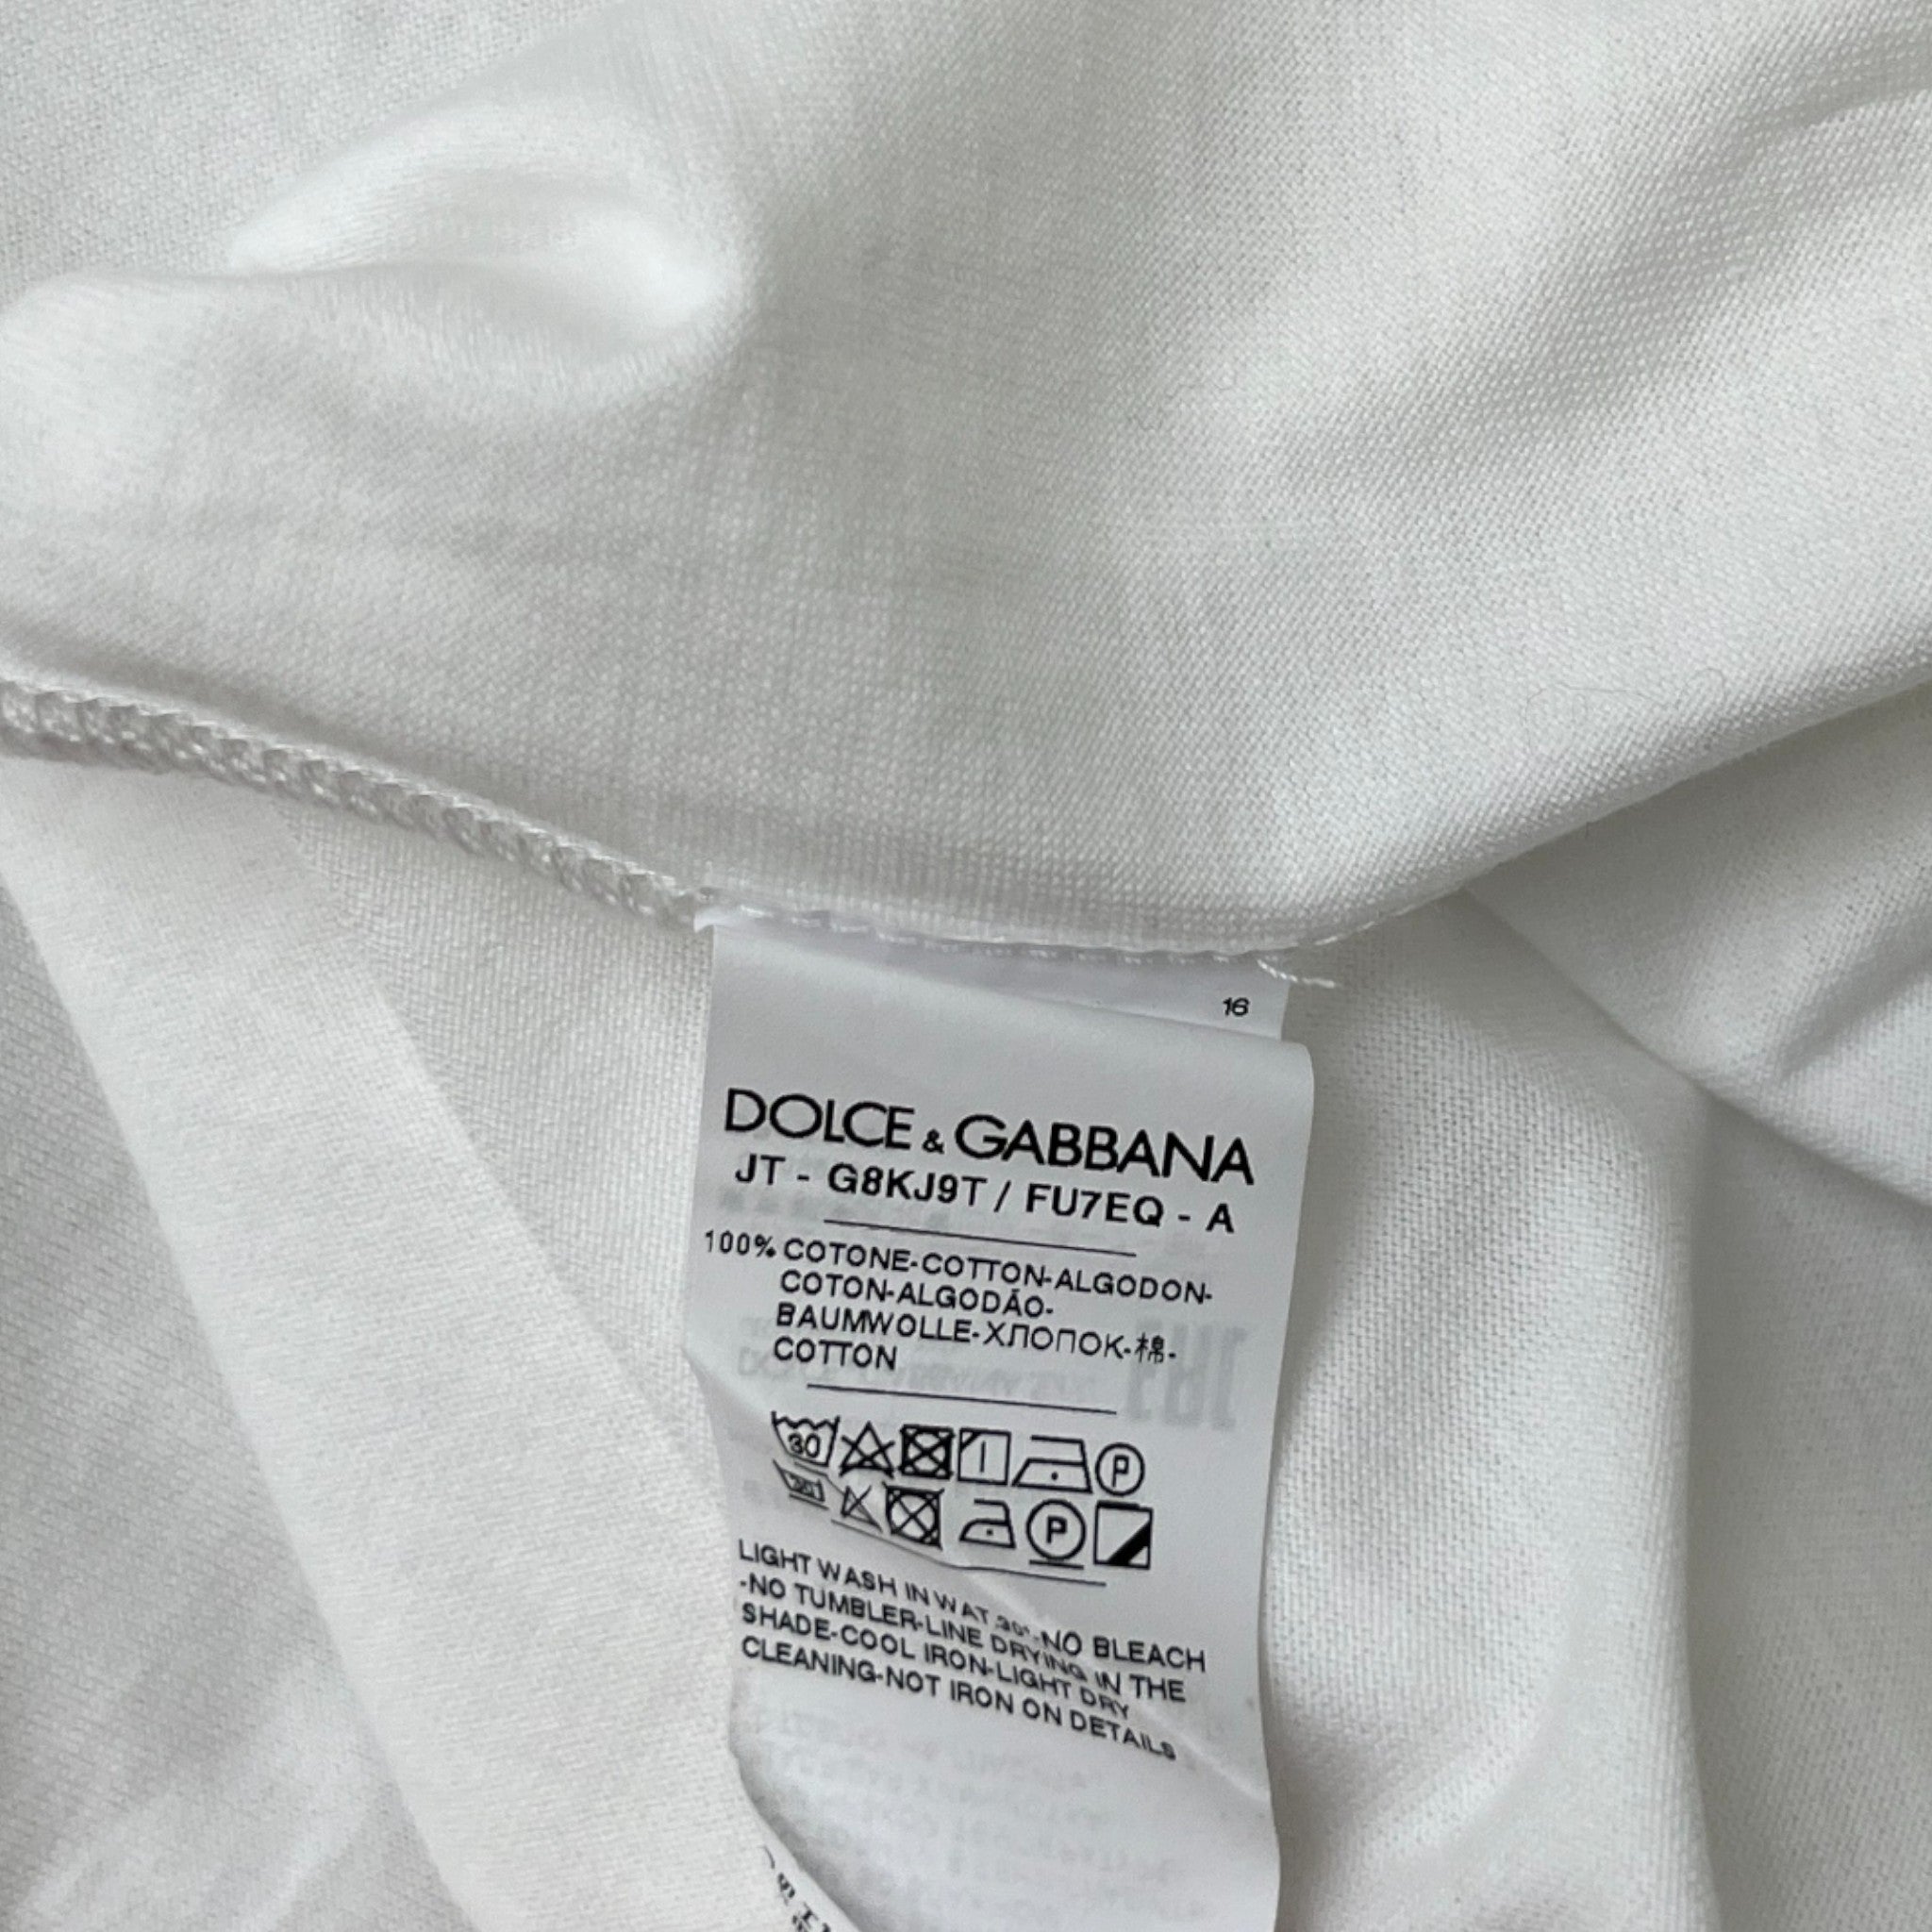 16
DOLCE & GABBANA
JT - G8KJ9T / FU7EQ - A
100% COTONE-COTTON-ALGODON-
COTON-ALGODÃO-
BAUMWOLLE-ХЛОПОК-棉-
COTTON
30 P
30 P
LIGHT WASH IN WAT 30°-NO BLEACH
-NO TUMBLER-LINE DRYING IN THE
SHADE-COOL IRON-LIGHT DRY
CLEANING-NOT IRON ON DETAILS